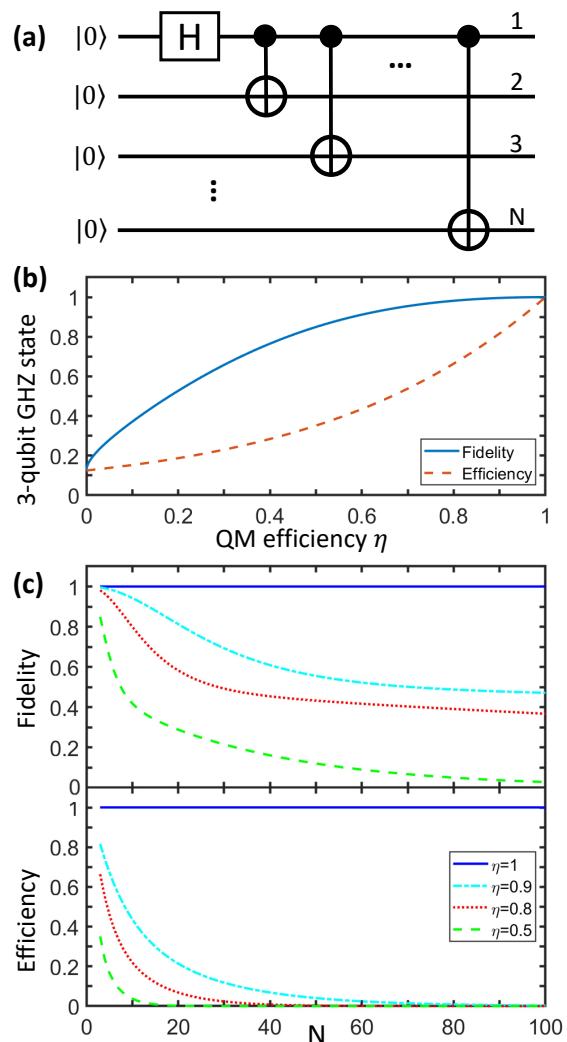 (a)
|0⟩ H 1
...
|0⟩ 2
|0⟩ 3
...
|0⟩ N
(b)
3-qubit GHZ state
1
0.8
0.6
0.4
0.2
0
Fidelity
Efficiency
0 0.2 0.4 0.6 0.8 1
QM efficiency η
(c)
Fidelity
1
0.8
0.6
0.4
0.2
0
Efficiency
1
0.8
0.6
0.4
0.2
0
η=1
η=0.9
η=0.8
η=0.5
0 20 40 60 80 100
N